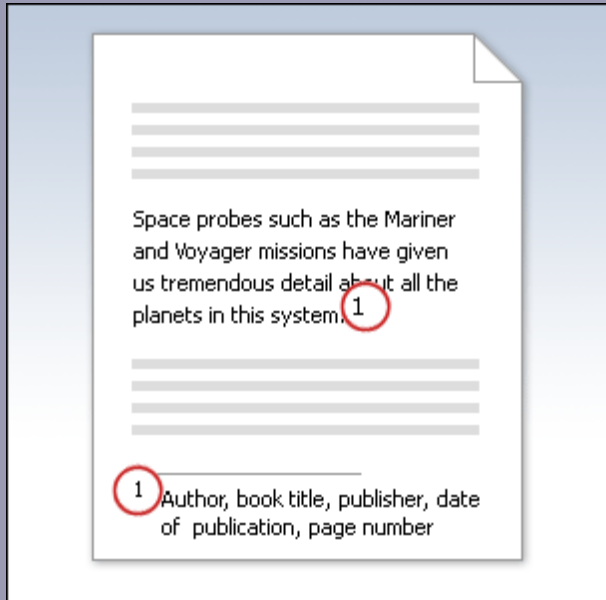 Space probes such as the Mariner
and Voyager missions have given
us tremendous detail about all the
planets in this system. 1
1 Author, book title, publisher, date
of publication, page number